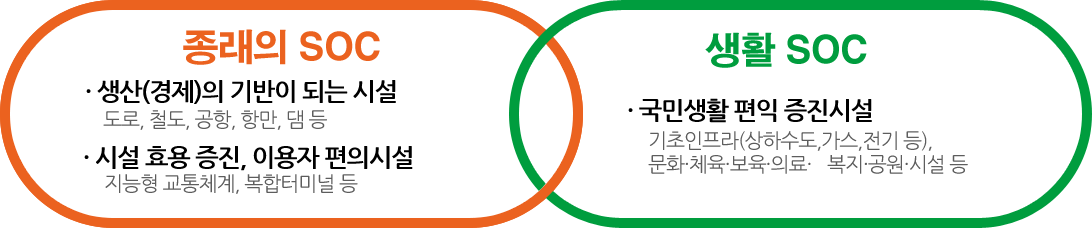 종래의 SOC
· 생산(경제)의 기반이 되는 시설
도로, 철도, 공항, 항만, 댐 등
· 시설 효용 증진, 이용자 편의시설
지능형 교통체계, 복합터미널 등
생활 SOC
· 국민생활 편익 증진시설
기초인프라(상하수도,가스,전기 등),
문화·체육·보육·의료· 복지·공원·시설 등